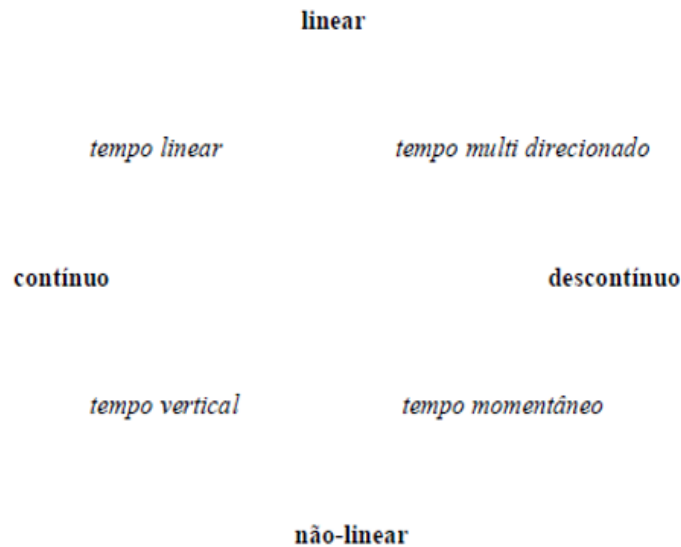 linear
tempo linear tempo multi direcionado
contínuo descontínuo
tempo vertical tempo momentâneo
não-linear